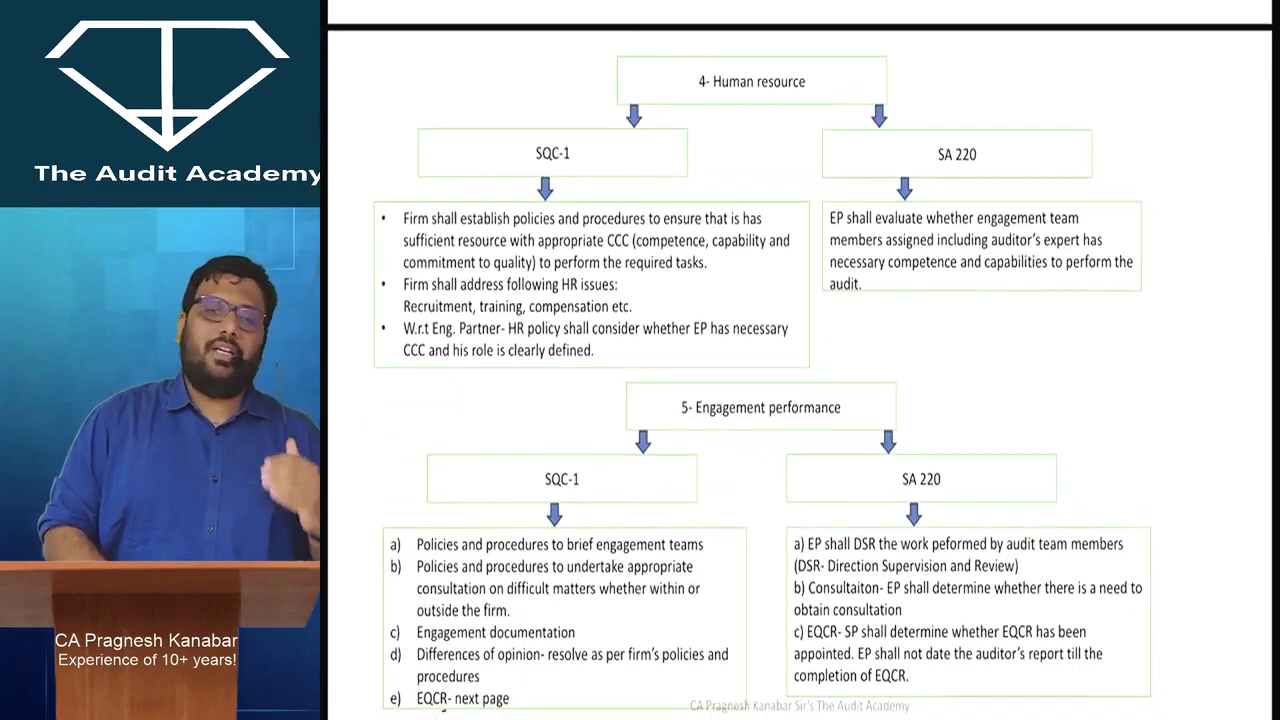 The Audit Academy
CA Pragnesh Kanabar
Experience of 10+ years!
4- Human resource
SQC-1
SA 220
• Firm shall establish policies and procedures to ensure that is has
sufficient resource with appropriate CCC (competence, capability and
commitment to quality) to perform the required tasks.
• Firm shall address following HR issues:
Recruitment, training, compensation etc.
• W.r.t Eng. Partner- HR policy shall consider whether EP has necessary
CCC and his role is clearly defined.
EP shall evaluate whether engagement team
members assigned including auditor's expert has
necessary competence and capabilities to perform the
audit.
5- Engagement performance
SQC-1
SA 220
a) Policies and procedures to brief engagement teams
b) Policies and procedures to undertake appropriate
consultation on difficult matters whether within or
outside the firm.
c) Engagement documentation
d) Differences of opinion- resolve as per firm's policies and
procedures
e) EQCR- next page
a) EP shall DSR the work peformed by audit team members
(DSR- Direction Supervision and Review)
b) Consultaiton- EP shall determine whether there is a need to
obtain consultation
c) EQCR- SP shall determine whether EQCR has been
appointed. EP shall not date the auditor's report till the
completion of EQCR.
CA Pragnesh Kanabar Sir's The Audit Academy